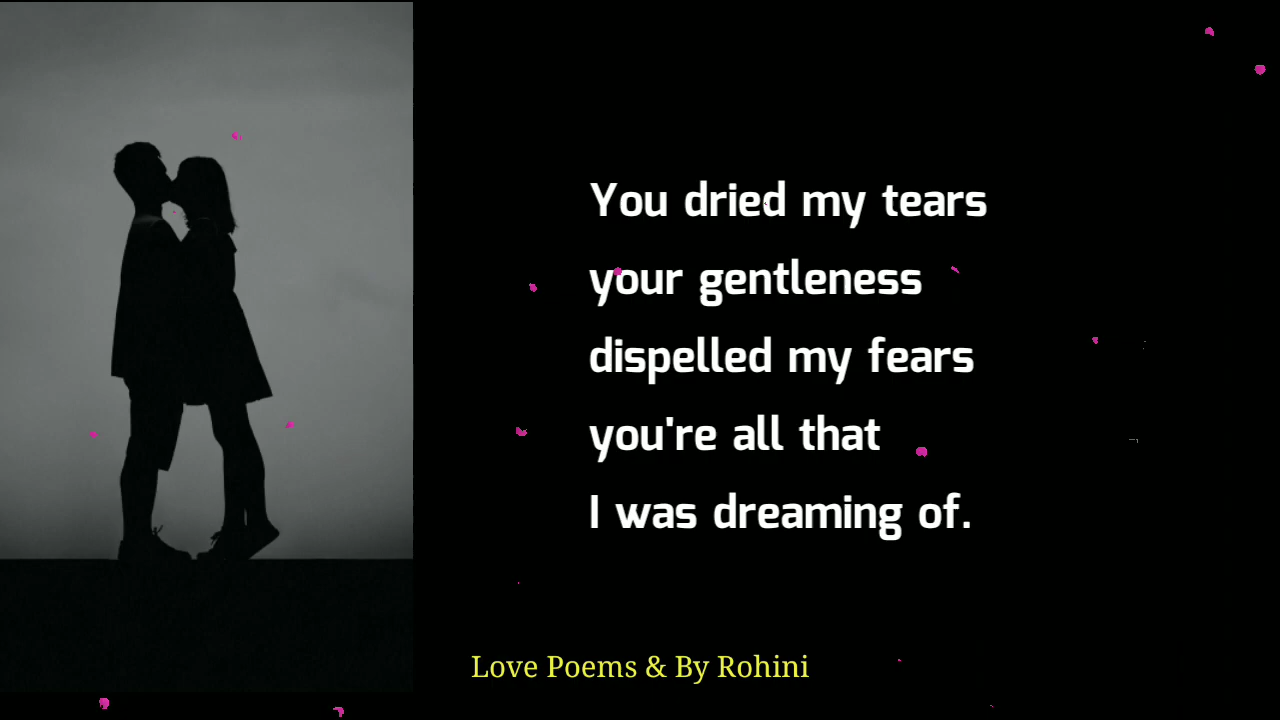 You dried my tears
your gentleness
dispelled my fears
you're all that
I was dreaming of.
Love Poems & By Rohini